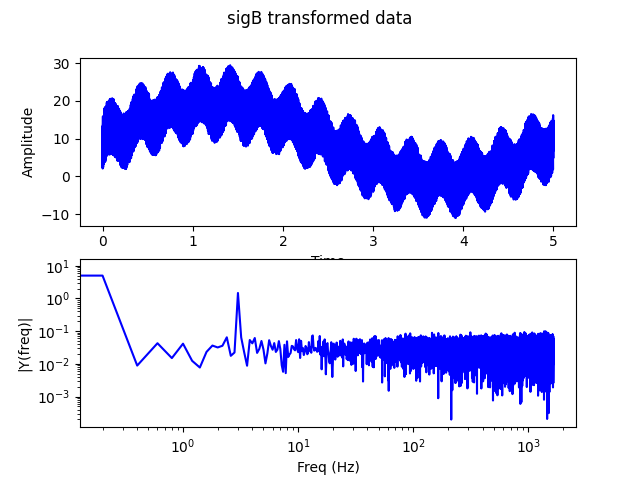 sigB transformed data
30
20
10
0
−10
Amplitude
0 1 2 3 4 5
10¹
10⁰
10⁻¹
10⁻²
10⁻³
|Y(freq)|
10⁰ 10¹ 10² 10³
Freq (Hz)